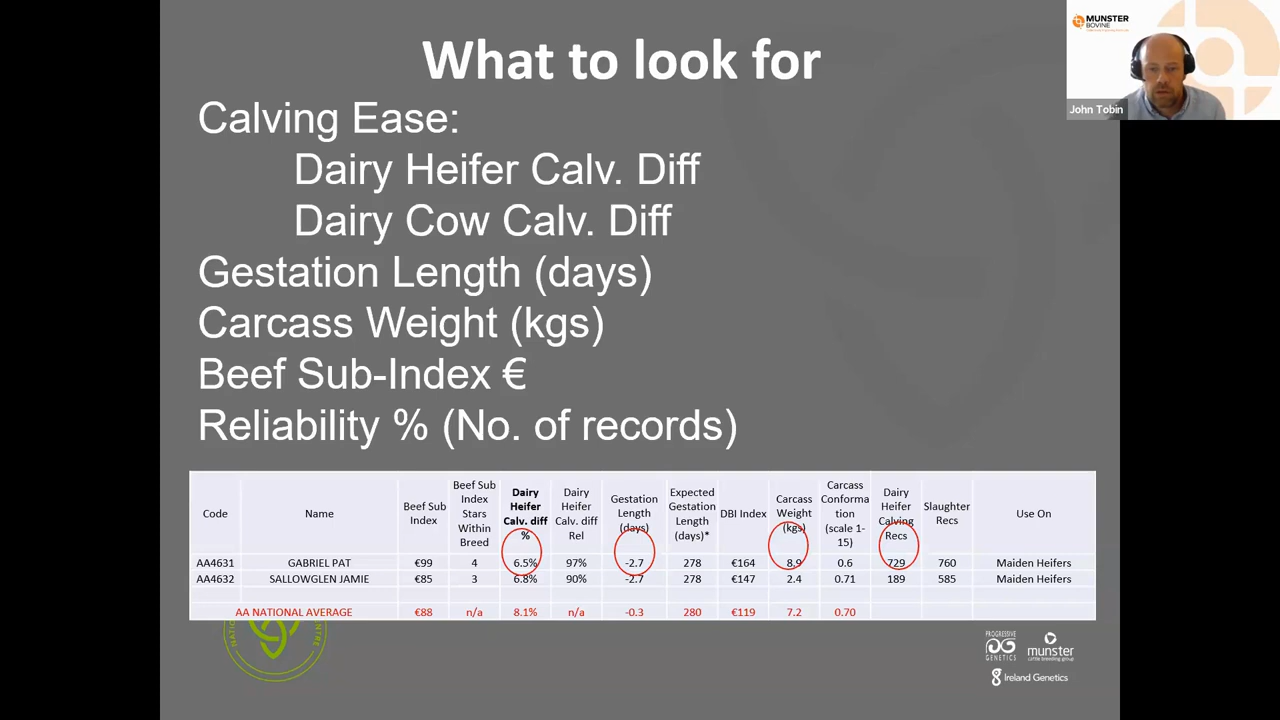 What to look for
MUNSTER
BOVINE
John Tobin
Calving Ease:
Dairy Heifer Calv. Diff
Dairy Cow Calv. Diff
Gestation Length (days)
Carcass Weight (kgs)
Beef Sub-Index €
Reliability % (No. of records)
Code Name Beef Sub Index Beef Sub Index Stars Within Breed Dairy Heifer Calv. diff % Dairy Heifer Calv. diff Rel Gestation Length (days) Expected Gestation Length (days)* DBI Index Carcass Weight (kgs) Carcass Conforma tion (scale 1-15) Dairy Heifer Calving Recs Slaughter Recs Use On
AA4631 GABRIEL PAT €99 4 6.5% 97% -2.7 278 €164 8.9 0.6 729 760 Maiden Heifers
AA4632 SALLOWGLEN JAMIE €85 3 6.8% 90% -2.7 278 €147 2.4 0.71 189 585 Maiden Heifers
AA NATIONAL AVERAGE €88 n/a 8.1% n/a -0.3 280 €119 7.2 0.70
PROGRESSIVE
GENETICS
munster
cattle breeding group
Ireland Genetics